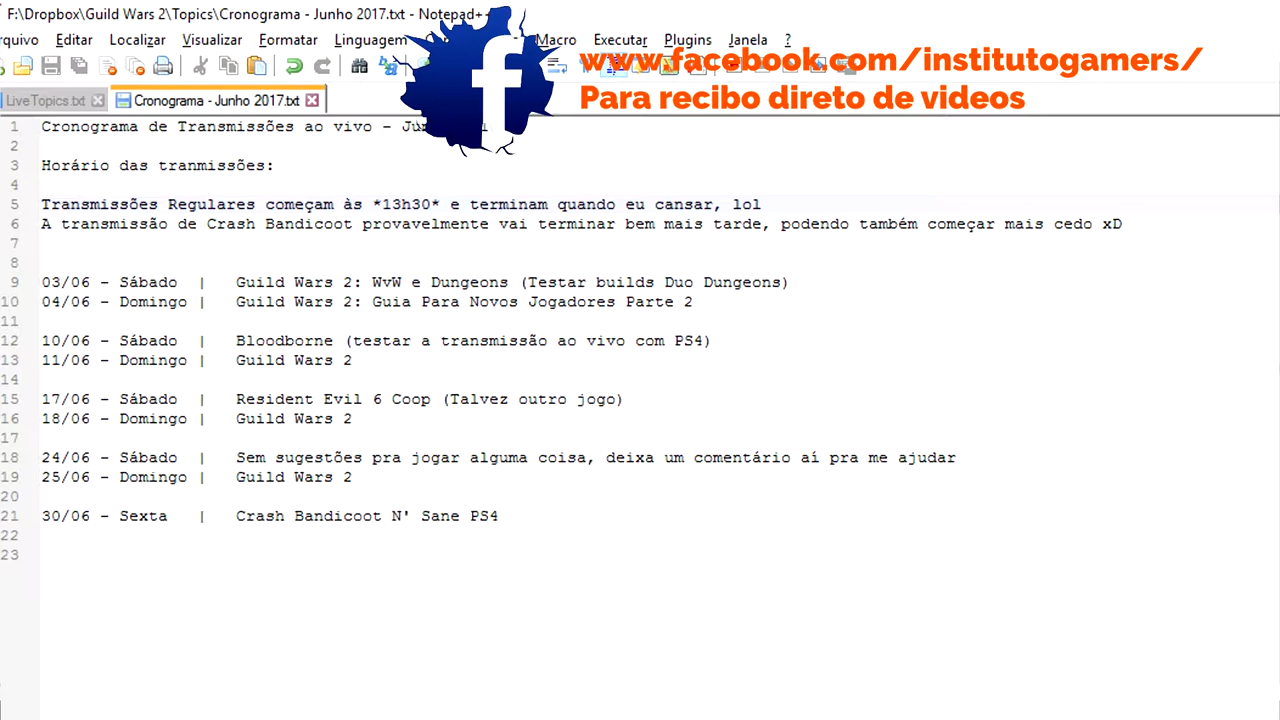 F:\Dropbox\Guild Wars 2\Topics\Cronograma - Junho 2017.txt - Notepad+
rquivo Editar Localizar Visualizar Formatar Linguagem Macro Executar Plugins Janela ?
www.facebook.com/institutogamers/
Para recibo direto de videos
LiveTopics.txt Cronograma - Junho 2017.txt
1 Cronograma de Transmissões ao vivo -
2
3 Horário das tranmissões:
4
5 Transmissões Regulares começam às *13h30* e terminam quando eu cansar, lol
6 A transmissão de Crash Bandicoot provavelmente vai terminar bem mais tarde, podendo também começar mais cedo xD
7
8
9 03/06 - Sábado | Guild Wars 2: WvW e Dungeons (Testar builds Duo Dungeons)
10 04/06 - Domingo | Guild Wars 2: Guia Para Novos Jogadores Parte 2
11
12 10/06 - Sábado | Bloodborne (testar a transmissão ao vivo com PS4)
13 11/06 - Domingo | Guild Wars 2
14
15 17/06 - Sábado | Resident Evil 6 Coop (Talvez outro jogo)
16 18/06 - Domingo | Guild Wars 2
17
18 24/06 - Sábado | Sem sugestões pra jogar alguma coisa, deixa um comentário aí pra me ajudar
19 25/06 - Domingo | Guild Wars 2
20
21 30/06 - Sexta | Crash Bandicoot N' Sane PS4
22
23